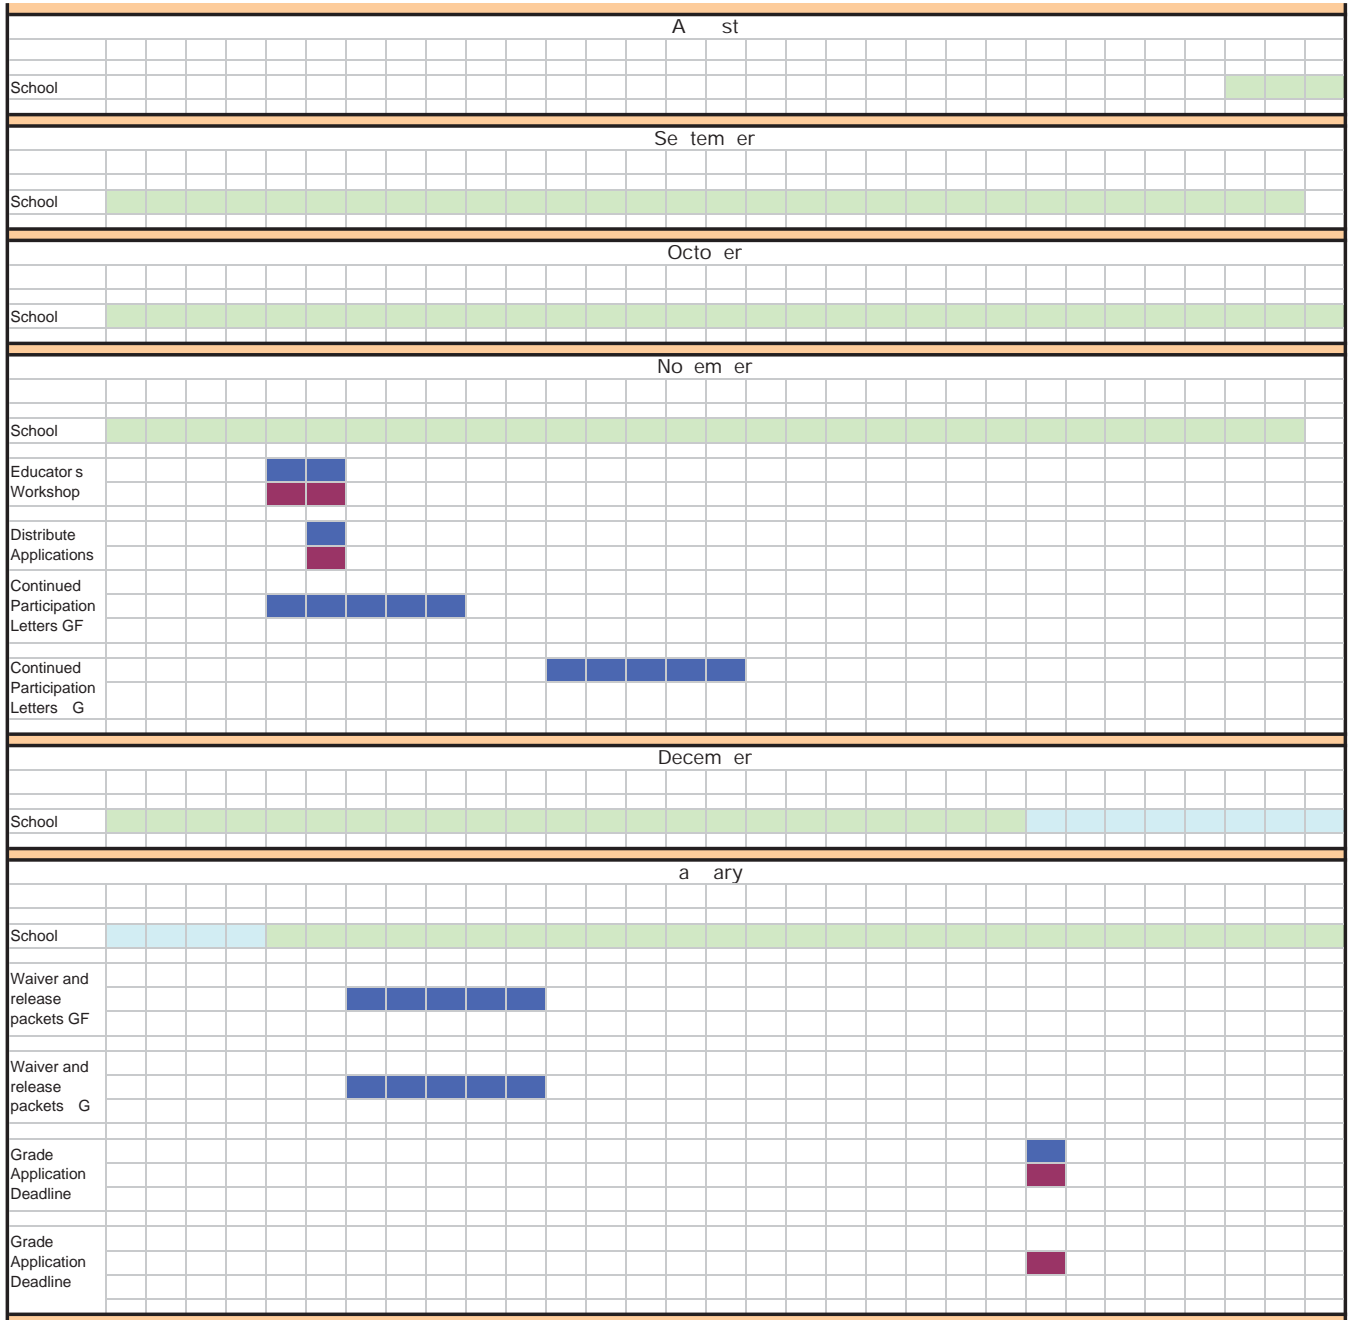 A st
School
Se tem er
School
Octo er
School
No em er
School
Educator s
Workshop
Distribute
Applications
Continued
Participation
Letters GF
Continued
Participation
Letters G
Decem er
School
a ary
School
Waiver and
release
packets GF
Waiver and
release
packets G
Grade
Application
Deadline
Grade
Application
Deadline